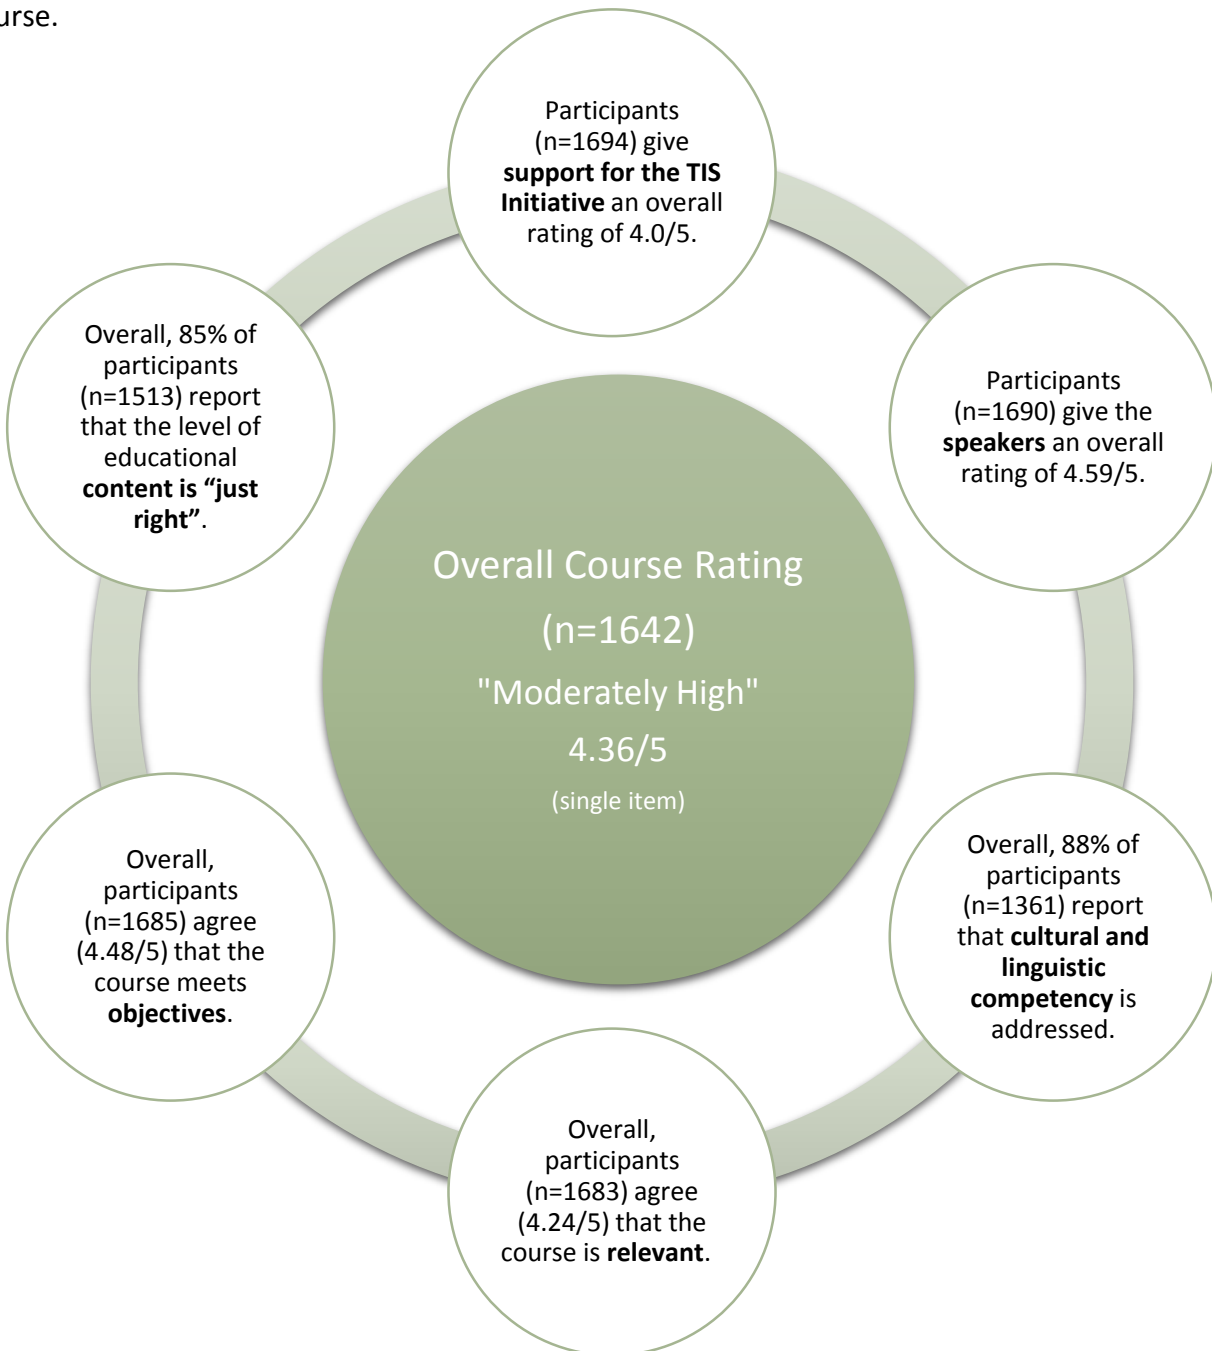 urse.
Participants
(n=1694) give
support for the TIS
Initiative an overall
rating of 4.0/5.
Participants
(n=1690) give the
speakers an overall
rating of 4.59/5.
Overall, 88% of
participants
(n=1361) report
that cultural and
linguistic
competency is
addressed.
Overall,
participants
(n=1683) agree
(4.24/5) that the
course is relevant.
Overall,
participants
(n=1685) agree
(4.48/5) that the
course meets
objectives.
Overall, 85% of
participants
(n=1513) report
that the level of
educational
content is “just
right”.
Overall Course Rating
(n=1642)
"Moderately High"
4.36/5
(single item)